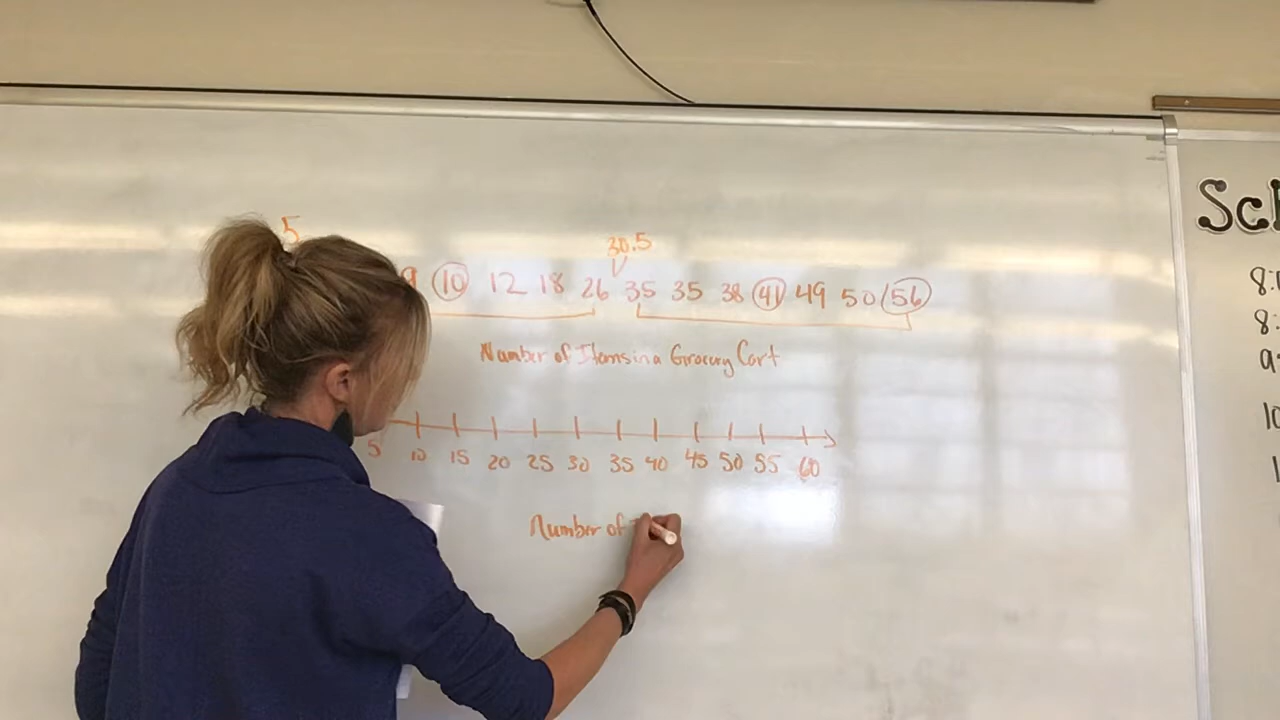 5
30.5
9 10 12 18 26 35 35 38 41 49 50 56
Number of Items in a Grocery Cart
5 10 15 20 25 30 35 40 45 50 55 60
Number of
Sch
8:
8:
9
10
1